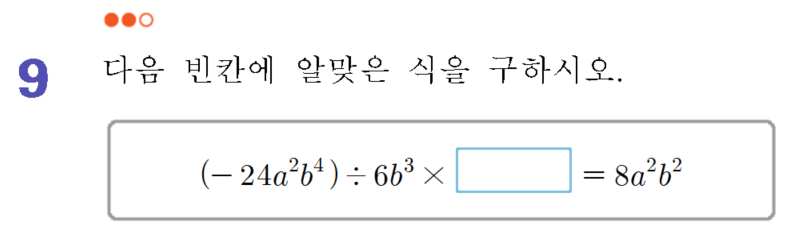 9 다음 빈칸에 알맞은 식을 구하시오.
(− 24a²b⁴) ÷ 6b³ × = 8a²b²